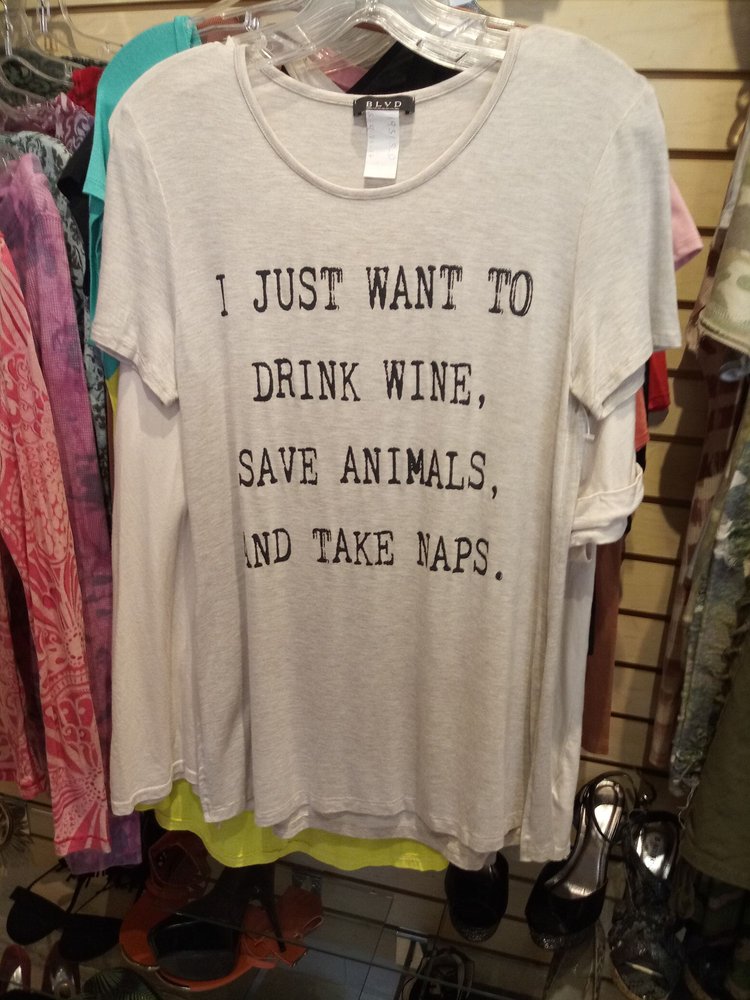 BLVD
I JUST WANT TO
DRINK WINE,
SAVE ANIMALS,
AND TAKE NAPS.